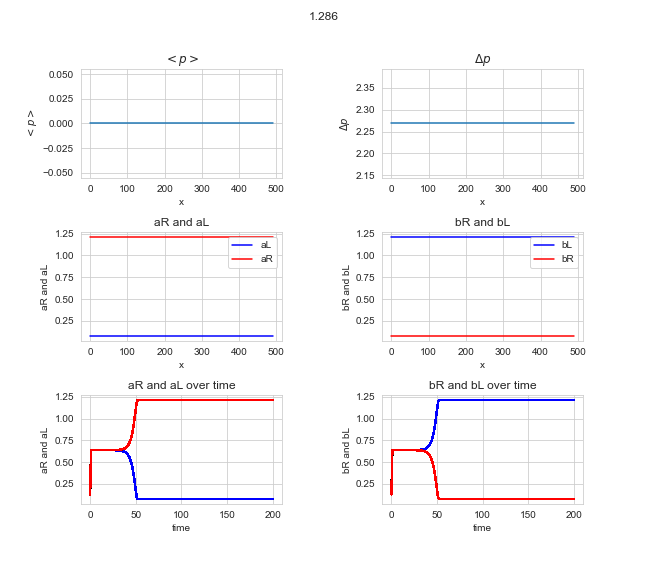 1.286
< p >
Δp
0.050
0.025
0.000
−0.025
−0.050
< p >
0 100 200 300 400 500
x
2.35
2.30
2.25
2.20
2.15
Δp
0 100 200 300 400 500
x
aR and aL
bR and bL
1.25
1.00
0.75
0.50
0.25
aR and aL
aL
aR
0 100 200 300 400 500
x
1.25
1.00
0.75
0.50
0.25
bR and bL
bL
bR
0 100 200 300 400 500
x
aR and aL over time
bR and bL over time
1.25
1.00
0.75
0.50
0.25
aR and aL
0 50 100 150 200
time
1.25
1.00
0.75
0.50
0.25
bR and bL
0 50 100 150 200
time